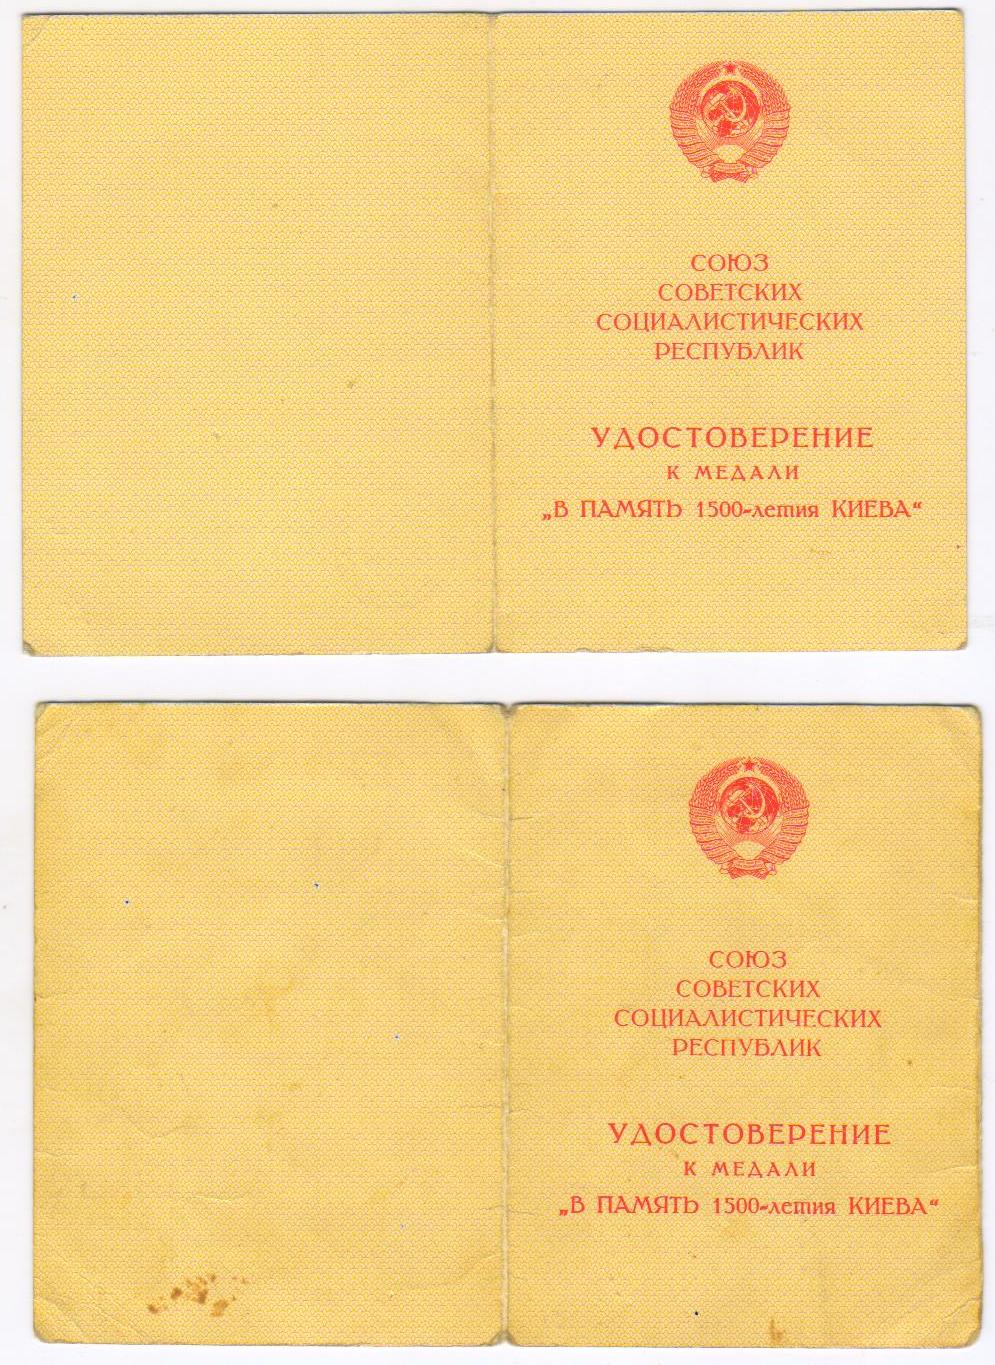 СОЮЗ
СОВЕТСКИХ
СОЦИАЛИСТИЧЕСКИХ
РЕСПУБЛИК
УДОСТОВЕРЕНИЕ
К МЕДАЛИ
„В ПАМЯТЬ 1500-летия КИЕВА“
СОЮЗ
СОВЕТСКИХ
СОЦИАЛИСТИЧЕСКИХ
РЕСПУБЛИК
УДОСТОВЕРЕНИЕ
К МЕДАЛИ
„В ПАМЯТЬ 1500-летия КИЕВА“